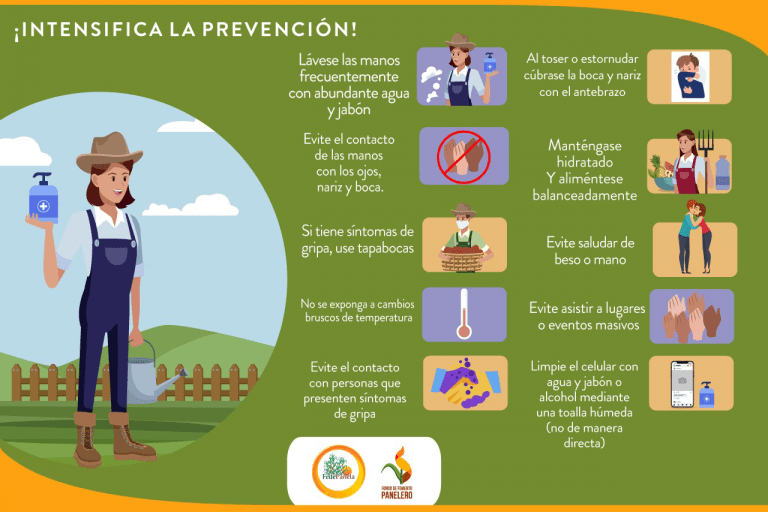 ¡INTENSIFICA LA PREVENCIÓN!
Lávese las manos
frecuentemente
con abundante agua
y jabón
Evite el contacto
de las manos
con los ojos,
nariz y boca.
Si tiene síntomas de
gripa, use tapabocas
No se exponga a cambios
bruscos de temperatura
Evite el contacto
con personas que
presenten síntomas
de gripa
Al toser o estornudar
cúbrase la boca y nariz
con el antebrazo
Manténgase
hidratado
Y aliméntese
balanceadamente
Evite saludar de
beso o mano
Evite asistir a lugares
o eventos masivos
Limpie el celular con
agua y jabón o
alcohol mediante
una toalla húmeda
(no de manera
directa)
FedePanela
FONDO DE FOMENTO
PANELERO